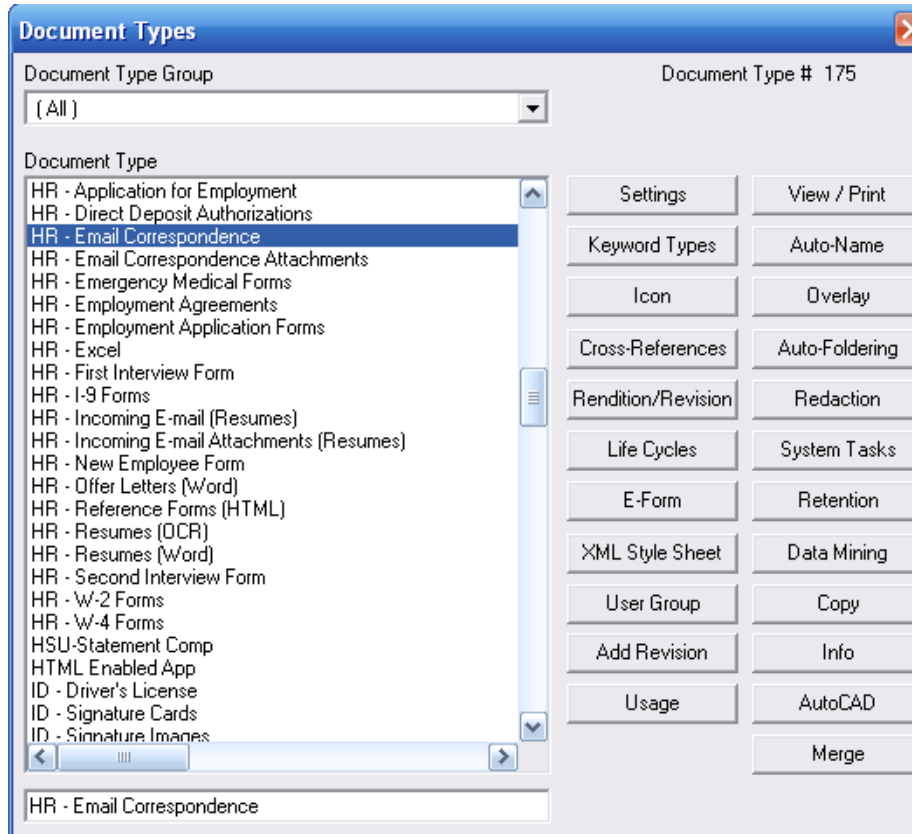 Document Types
Document Type Group
Document Type # 175
( All )
Document Type
HR - Application for Employment
HR - Direct Deposit Authorizations
HR - Email Correspondence
HR - Email Correspondence Attachments
HR - Emergency Medical Forms
HR - Employment Agreements
HR - Employment Application Forms
HR - Excel
HR - First Interview Form
HR - I-9 Forms
HR - Incoming E-mail (Resumes)
HR - Incoming E-mail Attachments (Resumes)
HR - New Employee Form
HR - Offer Letters (Word)
HR - Reference Forms (HTML)
HR - Resumes (OCR)
HR - Resumes (Word)
HR - Second Interview Form
HR - W-2 Forms
HR - W-4 Forms
HSU-Statement Comp
HTML Enabled App
ID - Driver's License
ID - Signature Cards
ID - Signature Images
HR - Email Correspondence
Settings
View / Print
Keyword Types
Auto-Name
Icon
Overlay
Cross-References
Auto-Foldering
Rendition/Revision
Redaction
Life Cycles
System Tasks
E-Form
Retention
XML Style Sheet
Data Mining
User Group
Copy
Add Revision
Info
Usage
AutoCAD
Merge